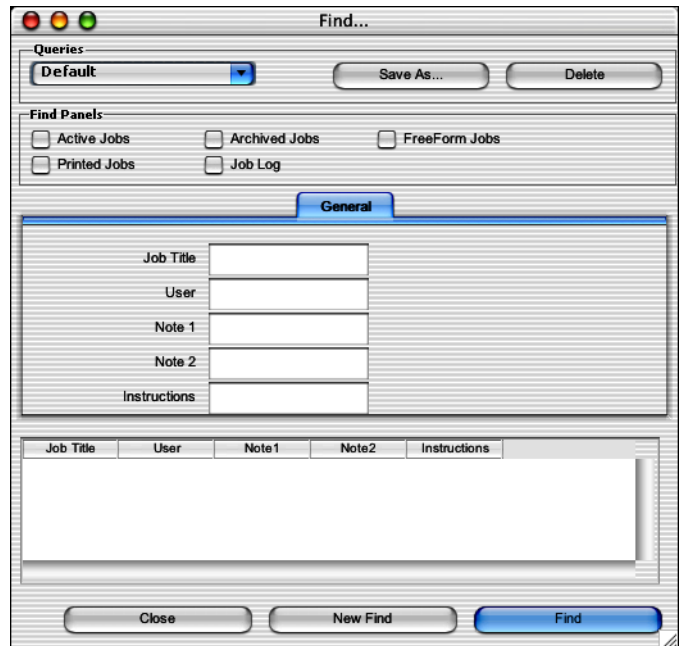 Find...
Queries
Default Save As... Delete
Find Panels
Active Jobs Archived Jobs FreeForm Jobs
Printed Jobs Job Log
General
Job Title
User
Note 1
Note 2
Instructions
Job Title User Note1 Note2 Instructions
Close New Find Find